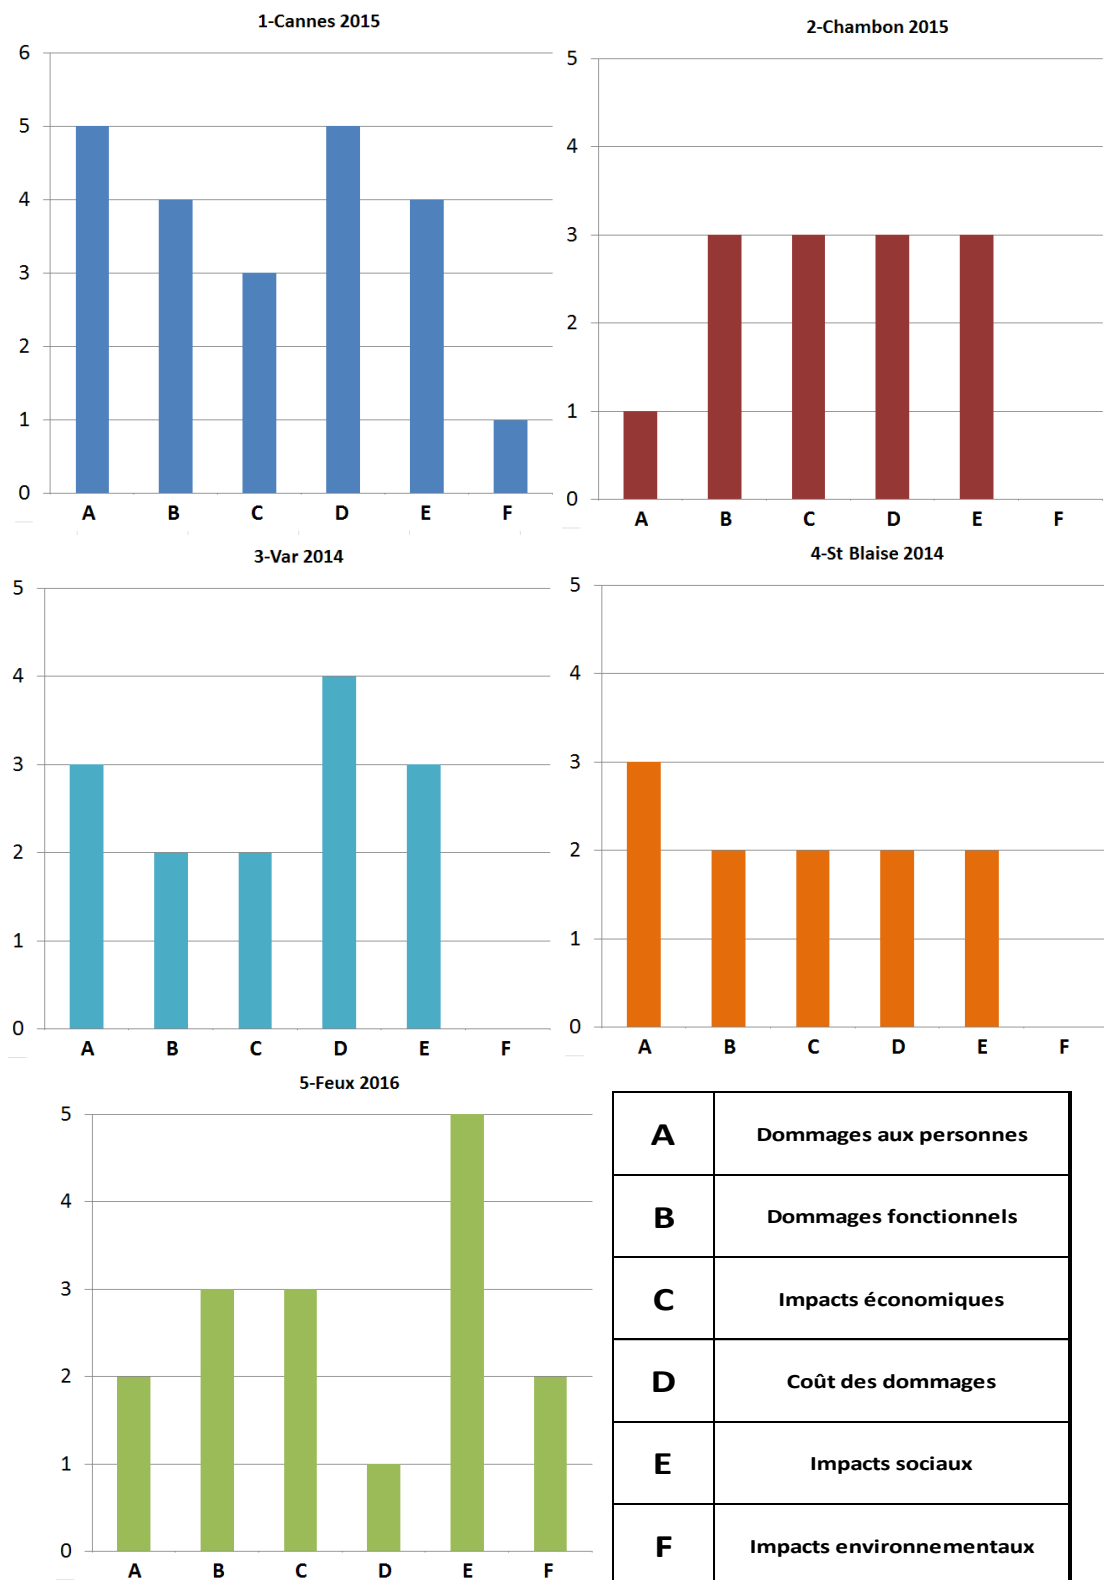 1-Cannes 2015
6
5
4
3
2
1
0
A B C D E F
2-Chambon 2015
5
4
3
2
1
0
A B C D E F
3-Var 2014
5
4
3
2
1
0
A B C D E F
4-St Blaise 2014
5
4
3
2
1
0
A B C D E F
5-Feux 2016
5
4
3
2
1
0
A B C D E F
A Dommages aux personnes
B Dommages fonctionnels
C Impacts économiques
D Coût des dommages
E Impacts sociaux
F Impacts environnementaux